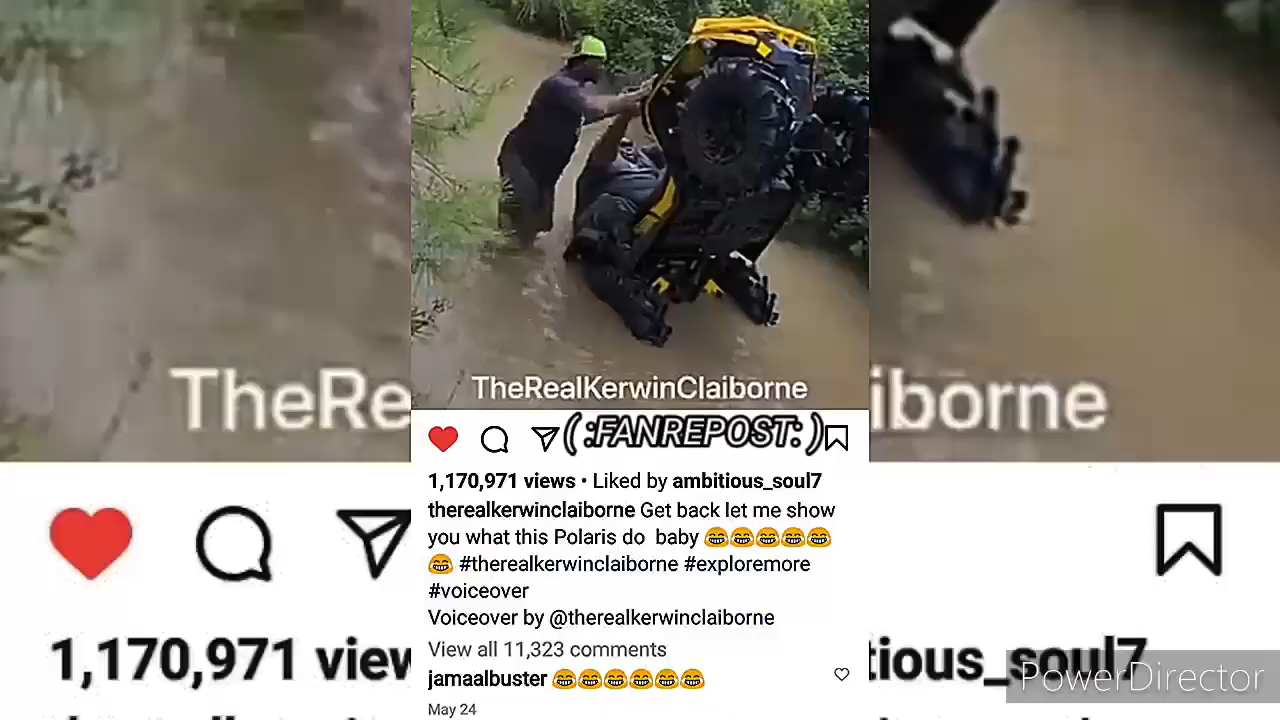 TheRealKerwinClaiborne
(:FANREPOST:)
1,170,971 views • Liked by ambitious_soul7
therealkerwinclaiborne Get back let me show
you what this Polaris do baby 😂😂😂😂😂
😂 #therealkerwinclaiborne #exploremore
#voiceover
Voiceover by @therealkerwinclaiborne
View all 11,323 comments
jamaalbuster 😂😂😂😂😂😂
May 24
TheRe
iborne
1,170,971 view
tious_soul7
PowerDirector